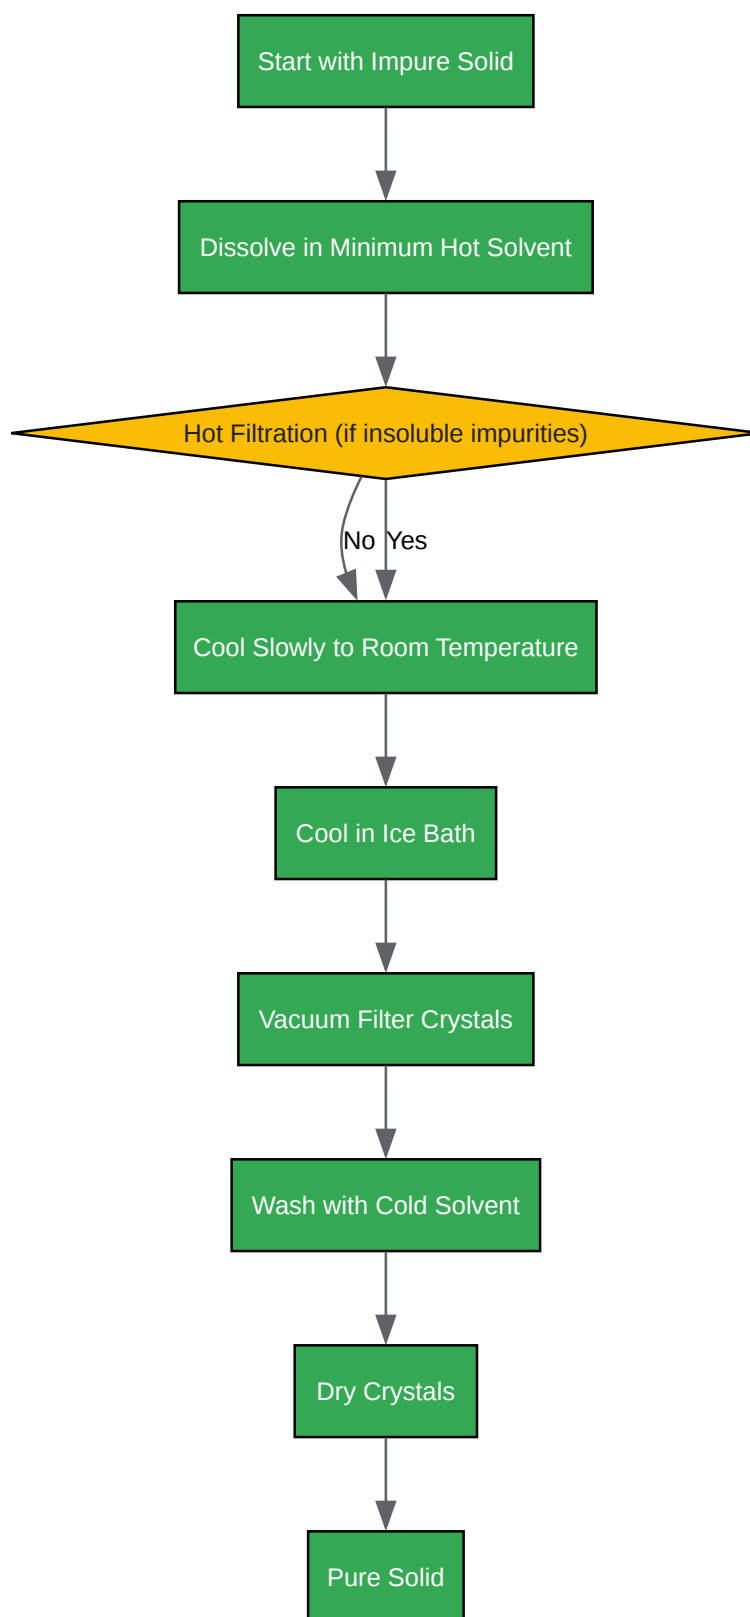 Start with Impure Solid
Dissolve in Minimum Hot Solvent
Hot Filtration (if insoluble impurities)
No Yes
Cool Slowly to Room Temperature
Cool in Ice Bath
Vacuum Filter Crystals
Wash with Cold Solvent
Dry Crystals
Pure Solid